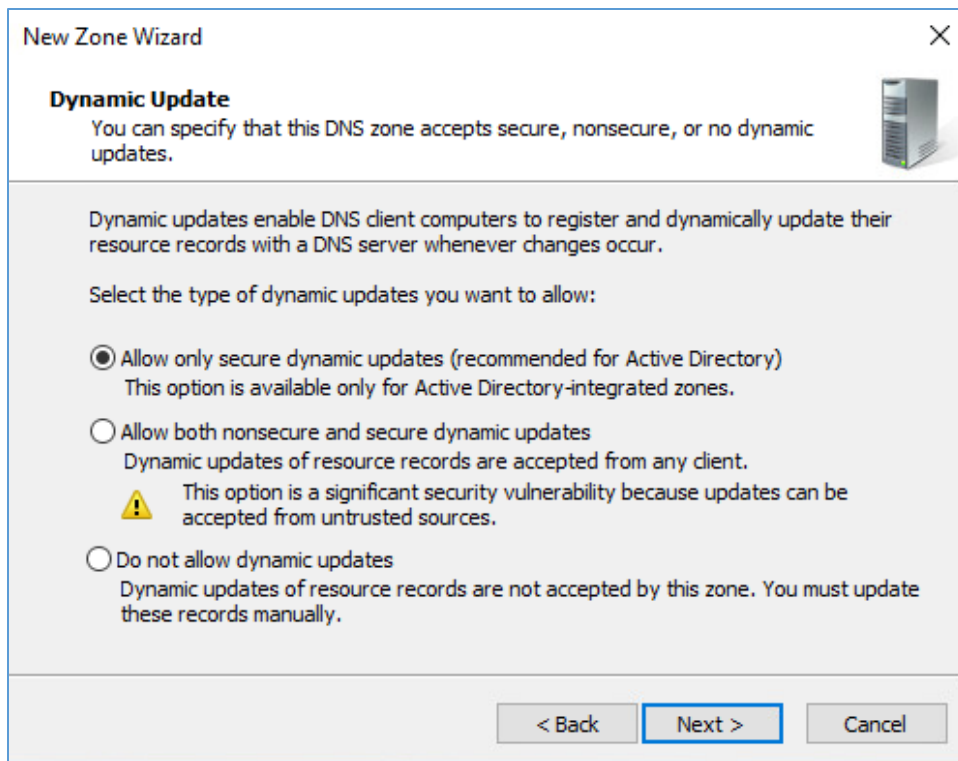 New Zone Wizard
Dynamic Update
You can specify that this DNS zone accepts secure, nonsecure, or no dynamic
updates.
Dynamic updates enable DNS client computers to register and dynamically update their
resource records with a DNS server whenever changes occur.
Select the type of dynamic updates you want to allow:
Allow only secure dynamic updates (recommended for Active Directory)
This option is available only for Active Directory-integrated zones.
Allow both nonsecure and secure dynamic updates
Dynamic updates of resource records are accepted from any client.
This option is a significant security vulnerability because updates can be
accepted from untrusted sources.
Do not allow dynamic updates
Dynamic updates of resource records are not accepted by this zone. You must update
these records manually.
< Back Next > Cancel